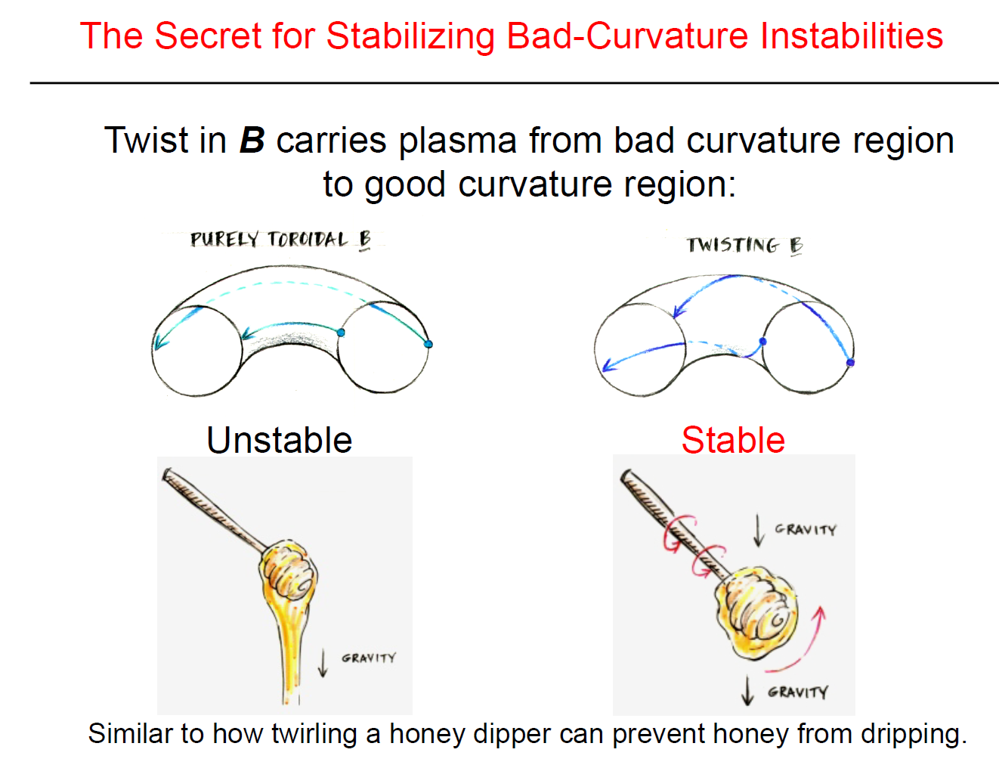 The Secret for Stabilizing Bad-Curvature Instabilities
Twist in B carries plasma from bad curvature region
to good curvature region:
PURELY TOROIDAL B
TWISTING B
Unstable
Stable
GRAVITY
GRAVITY
GRAVITY
Similar to how twirling a honey dipper can prevent honey from dripping.